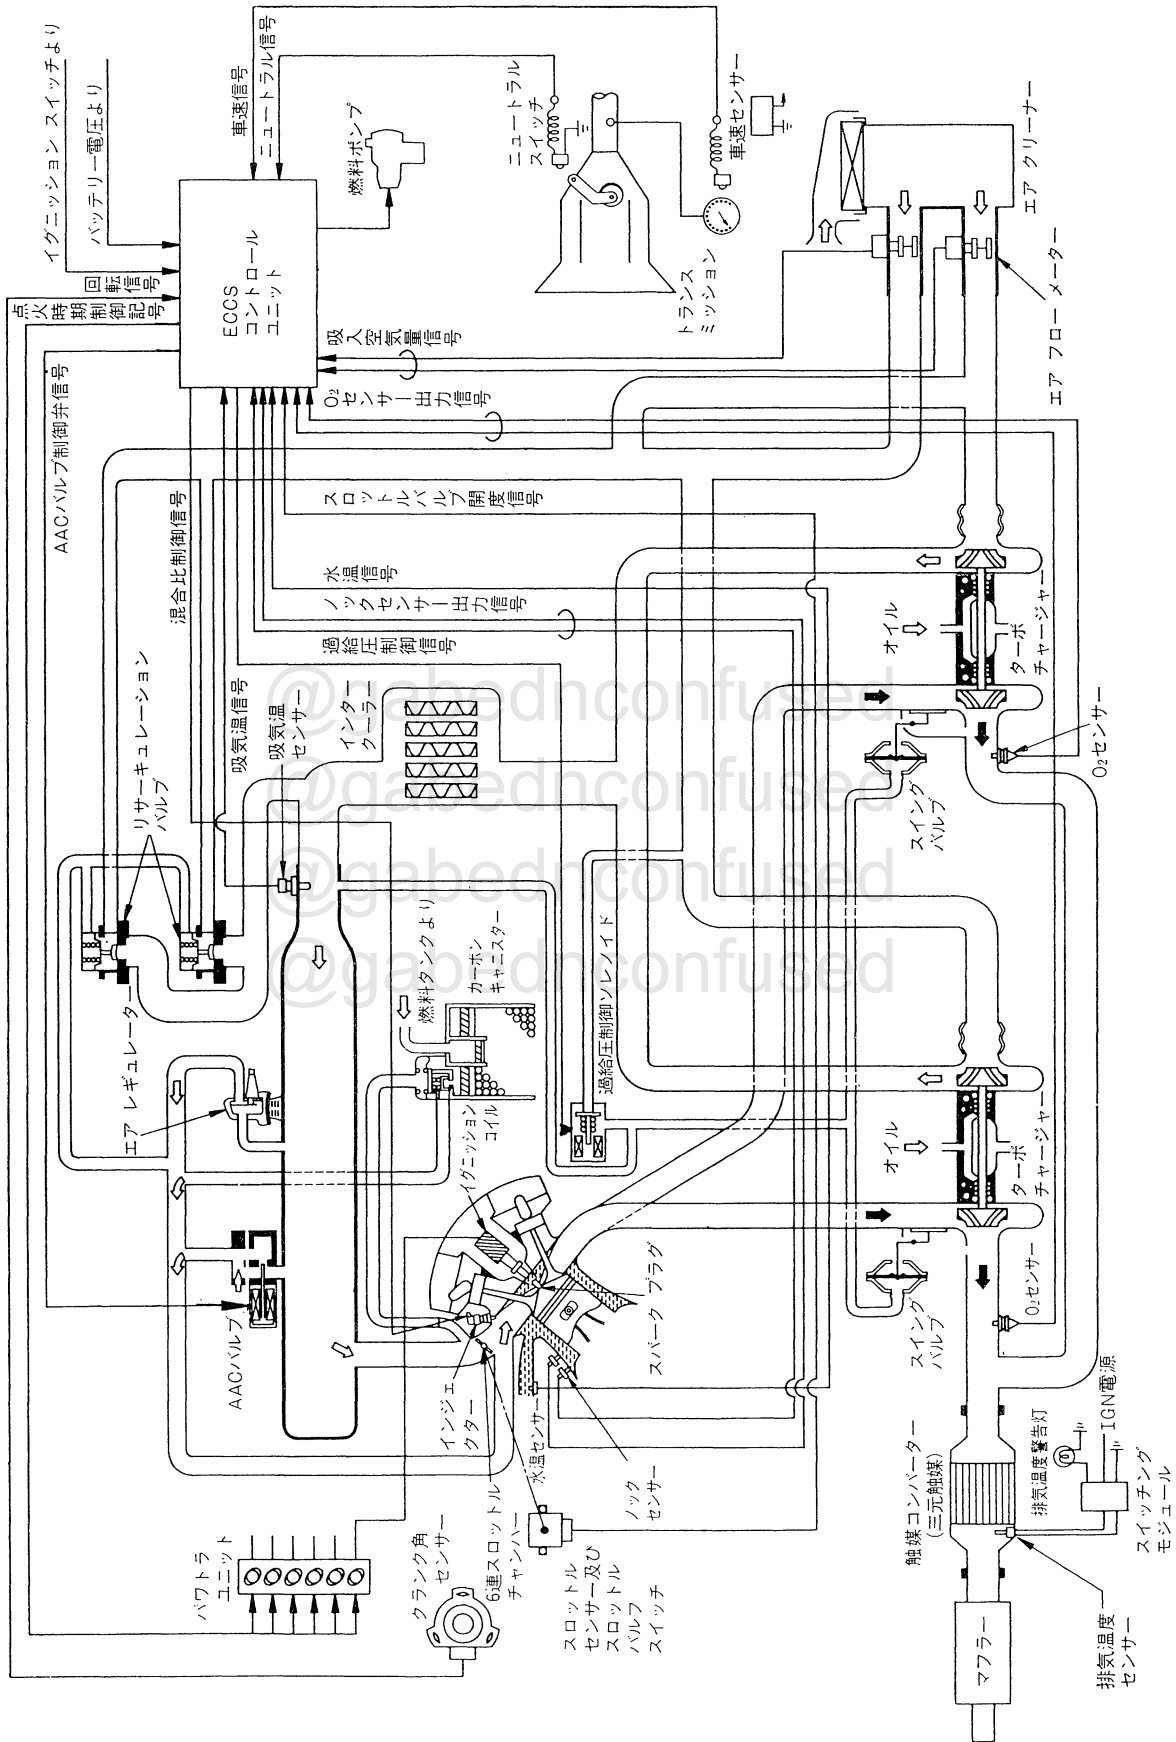 イグニッション スイッチより
バッテリー電圧より
車速信号
ニュートラル信号
回転信号
点火時期制御記号
ECCS
コントロール
ユニット
燃料ポンプ
ニュートラル
スイッチ
車速センサー
トランス
ミッション
エア クリーナー
エア フロー メーター
吸入空気量信号
O₂センサー出力信号
AACバルブ制御弁信号
混合比制御信号
スロットルバルブ開度信号
水温信号
ノックセンサー出力信号
過給圧制御信号
吸気温信号
吸気温
センサー
リサーキュレーション
バルブ
インター
クーラー
オイル
ターボ
チャージャー
スイング
バルブ
O₂センサー
@gabednconfused
@gabednconfused
@gabednconfused
@gabednconfused
エア レギュレーター
燃料タンクより
カーボン
キャニスター
過給圧制御ソレノイド
イグニッション
コイル
オイル
ターボ
チャージャー
スイング
バルブ
O₂センサー
AACバルブ
インジェ
クター
スパーク プラグ
水温センサー
ノック
センサー
6連スロットル
チャンバー
スロットル
センサー及び
スロットル
バルブ
スイッチ
クランク角
センサー
パワトラ
ユニット
触媒コンバーター
(三元触媒)
排気温度警告灯
IGN電源
スイッチング
モジュール
排気温度
センサー
マフラー